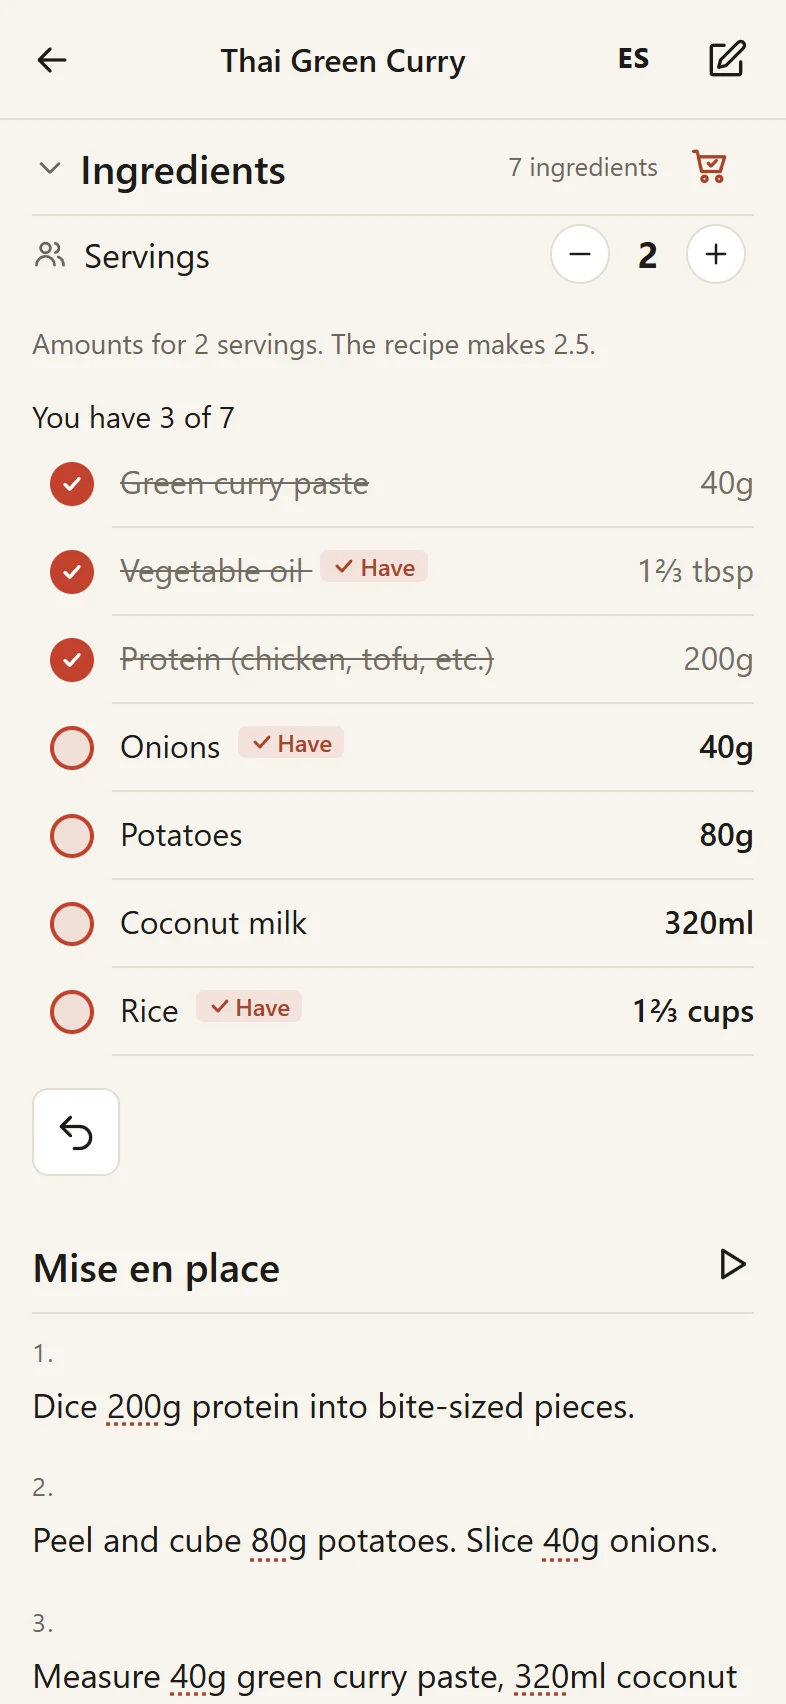 Thai Green Curry ES
Ingredients 7 ingredients
Servings 2
Amounts for 2 servings. The recipe makes 2.5.
You have 3 of 7
Green curry paste 40g
Vegetable oil Have 1⅔ tbsp
Protein (chicken, tofu, etc.) 200g
Onions Have 40g
Potatoes 80g
Coconut milk 320ml
Rice Have 1⅔ cups
Mise en place
1.
Dice 200g protein into bite-sized pieces.
2.
Peel and cube 80g potatoes. Slice 40g onions.
3.
Measure 40g green curry paste, 320ml coconut